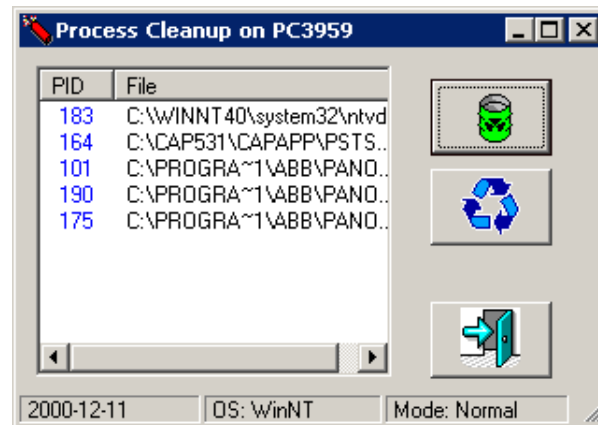 Process Cleanup on PC3959
PID File
183 C:\WINNT40\system32\ntvd
164 C:\CAP531\CAPAPP\PSTS...
101 C:\PROGRA~1\ABB\PANO...
190 C:\PROGRA~1\ABB\PANO...
175 C:\PROGRA~1\ABB\PANO...
2000-12-11 OS: WinNT Mode: Normal